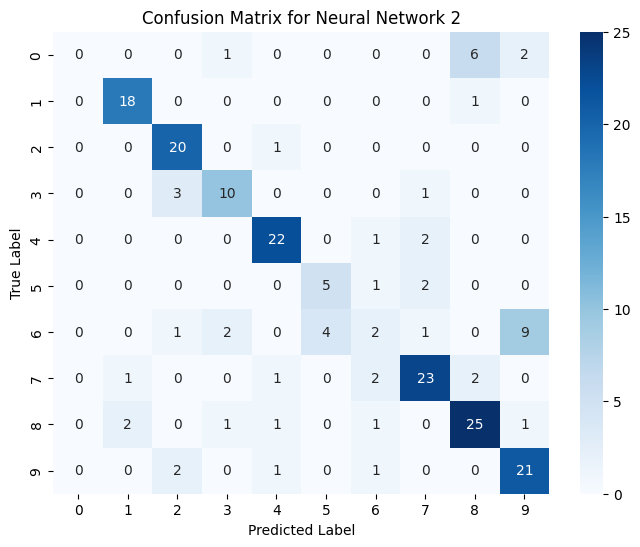 Confusion Matrix for Neural Network 2
0 0 0 0 1 0 0 0 0 6 2
1 0 18 0 0 0 0 0 0 1 0
2 0 0 20 0 1 0 0 0 0 0
3 0 0 3 10 0 0 0 1 0 0
4 0 0 0 0 22 0 1 2 0 0
5 0 0 0 0 0 5 1 2 0 0
6 0 0 1 2 0 4 2 1 0 9
7 0 1 0 0 1 0 2 23 2 0
8 0 2 0 1 1 0 1 0 25 1
9 0 0 2 0 1 0 1 0 0 21
0 1 2 3 4 5 6 7 8 9
Predicted Label
True Label
25
20
15
10
5
0